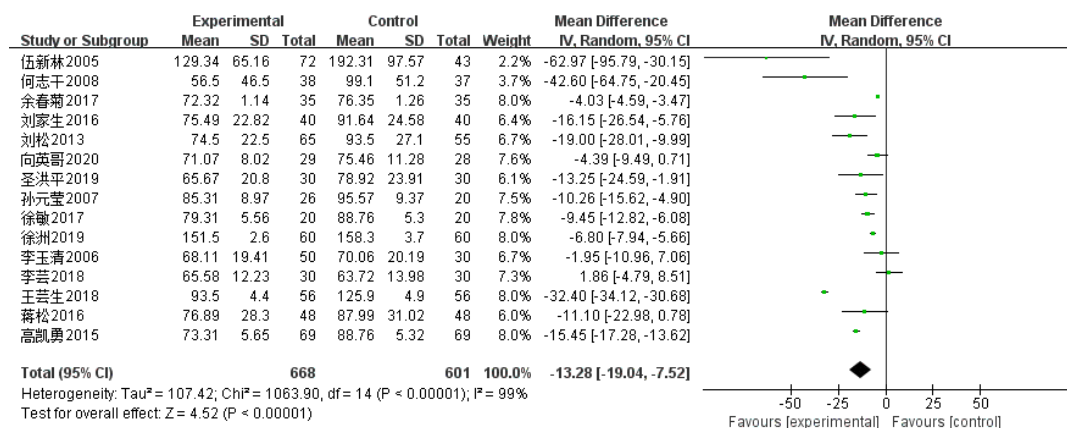 Experimental Control Mean Difference Mean Difference
Study or Subgroup Mean SD Total Mean SD Total Weight IV, Random, 95% CI IV, Random, 95% CI
伍新林2005 129.34 65.16 72 192.31 97.57 43 2.2% -62.97 [-95.79, -30.15]
何志干2008 56.5 46.5 38 99.1 51.2 37 3.7% -42.60 [-64.75, -20.45]
余春菊2017 72.32 1.14 35 76.35 1.26 35 8.0% -4.03 [-4.59, -3.47]
刘家生2016 75.49 22.82 40 91.64 24.58 40 6.3% -16.15 [-26.54, -5.76]
刘松2013 74.5 22.5 65 93.5 27.1 55 6.7% -19.00 [-28.01, -9.99]
向英哥2020 71.07 8.02 29 75.46 11.28 28 7.6% -4.39 [-9.49, 0.71]
圣洪平2019 65.67 20.8 30 78.92 23.91 30 6.1% -13.25 [-24.59, -1.91]
孙元莹2007 85.31 8.97 26 95.57 9.37 20 7.5% -10.26 [-15.62, -4.90]
徐敏2017 79.31 5.56 20 88.76 5.3 20 7.8% -9.45 [-12.82, -6.08]
徐洲2019 151.5 2.6 60 158.3 3.7 60 8.0% -6.80 [-7.94, -5.66]
李玉清2006 68.11 19.41 50 70.06 20.19 30 6.7% -1.95 [-10.96, 7.06]
李芸2018 65.58 12.23 30 63.72 13.98 30 7.3% 1.86 [-4.79, 8.51]
王芸生2018 93.5 4.4 56 125.9 4.9 56 8.0% -32.40 [-34.12, -30.68]
蒋松2016 76.89 28.3 48 87.99 31.02 48 6.0% -11.10 [-22.98, 0.78]
高凯勇2015 73.31 5.65 69 88.76 5.32 69 8.0% -15.45 [-17.28, -13.62]
Total (95% CI) 668 601 100.0% -13.28 [-19.04, -7.52]
Heterogeneity: Tau² = 107.42; Chi² = 1063.90, df = 14 (P < 0.00001); I² = 99%
Test for overall effect: Z = 4.52 (P < 0.00001)
-50 -25 0 25 50
Favours [experimental] Favours [control]